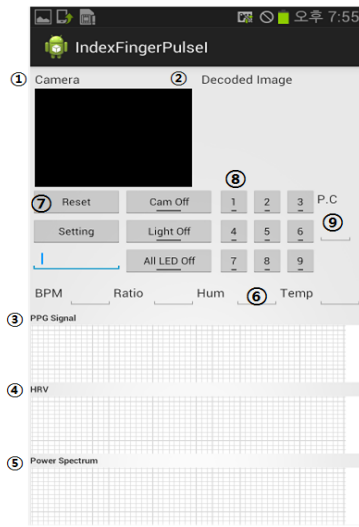 오후 7:55
IndexFingerPulseI
① Camera ② Decoded Image
⑧
⑦ Reset Cam Off 1 2 3 P.C
Setting Light Off 4 5 6 ⑨
All LED Off 7 8 9
BPM Ratio Hum ⑥ Temp
③ PPG Signal
④ HRV
⑤ Power Spectrum